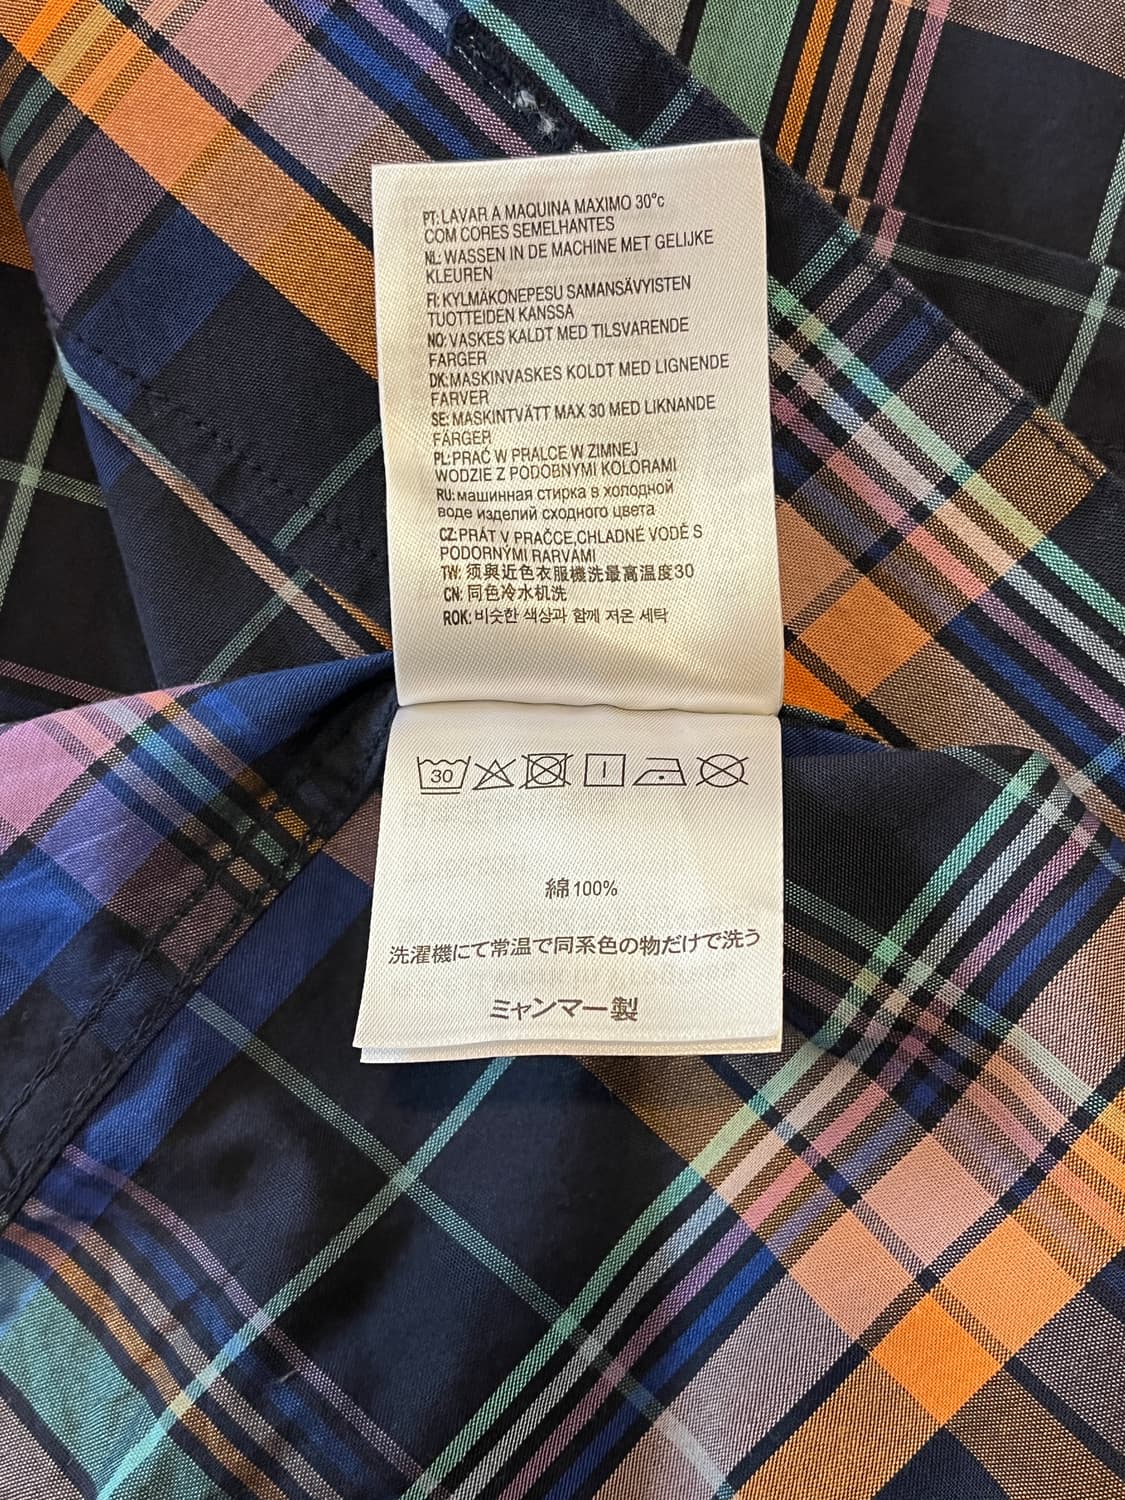 PT: LAVAR A MAQUINA MAXIMO 30°c
COM CORES SEMELHANTES
NL: WASSEN IN DE MACHINE MET GELIJKE
KLEUREN
FI: KYLMÄKONEPESU SAMANSÄVYISTEN
TUOTTEIDEN KANSSA
NO: VASKES KALDT MED TILSVARENDE
FARGER
DK: MASKINVASKES KOLDT MED LIGNENDE
FARVER
SE: MASKINTVÄTT MAX 30 MED LIKNANDE
FÄRGER
PL: PRAĆ W PRALCE W ZIMNEJ
WODZIE Z PODOBNYMI KOLORAMI
RU: машинная стирка в холодной
воде изделий сходного цвета
CZ: PRÁT V PRAČCE,CHLADNÉ VODĚ S
PODORNÝMI RARVAMI
TW: 须與近色衣服機洗最高溫度30
CN: 同色冷水机洗
ROK: 비슷한 색상과 함께 저온 세탁
30
綿100%
洗濯機にて常温で同系色の物だけで洗う
ミャンマー製